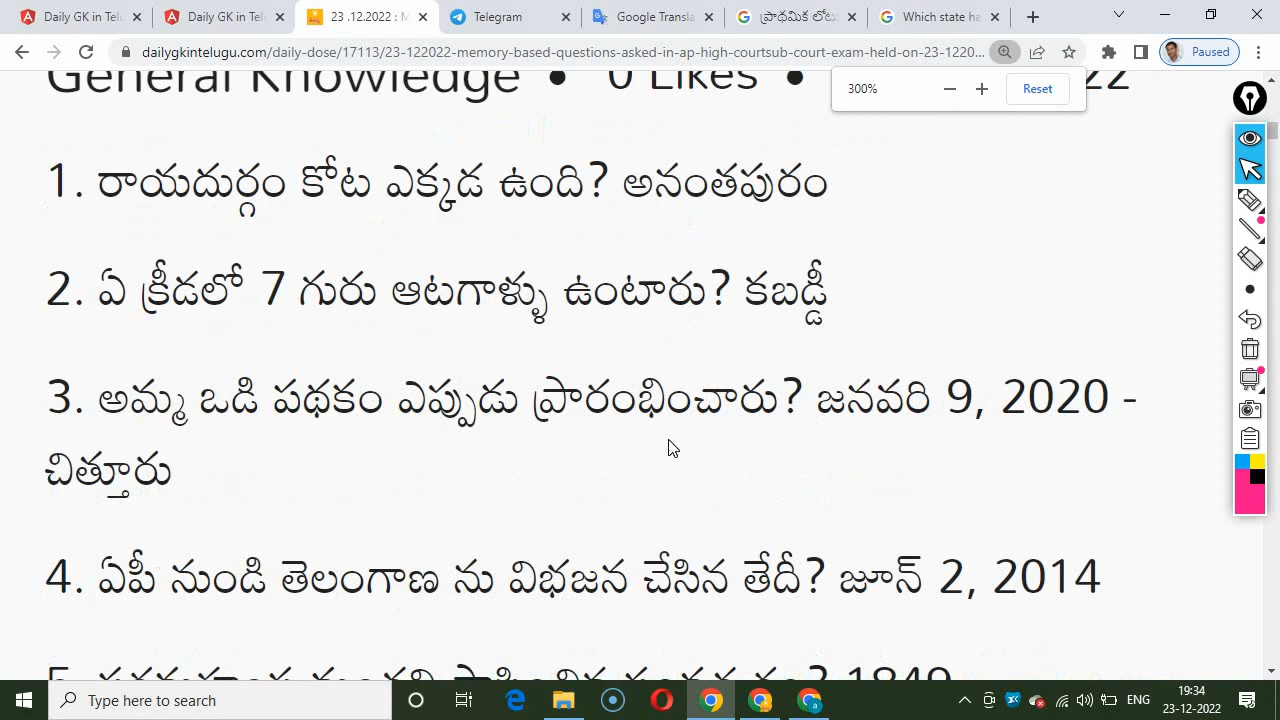 Daily GK in Tel
Daily GK in Tel
23 .12.2022 : M
Telegram
Google Transla
ప్రాథమిక లోటు
Which state ha
dailygkintelugu.com/daily-dose/17113/23-122022-memory-based-questions-asked-in-ap-high-courtsub-court-exam-held-on-23-1220...
Paused
General Knowledge • 0 Likes • 22
300% − + Reset
1. రాయదుర్గం కోట ఎక్కడ ఉంది? అనంతపురం
2. ఏ క్రీడలో 7 గురు ఆటగాళ్ళు ఉంటారు? కబడ్డీ
3. అమ్మ ఒడి పథకం ఎప్పుడు ప్రారంభించారు? జనవరి 9, 2020 -
చిత్తూరు
4. ఏపీ నుండి తెలంగాణ ను విభజన చేసిన తేదీ? జూన్ 2, 2014
5. 1849
Type here to search
ENG
19:34
23-12-2022